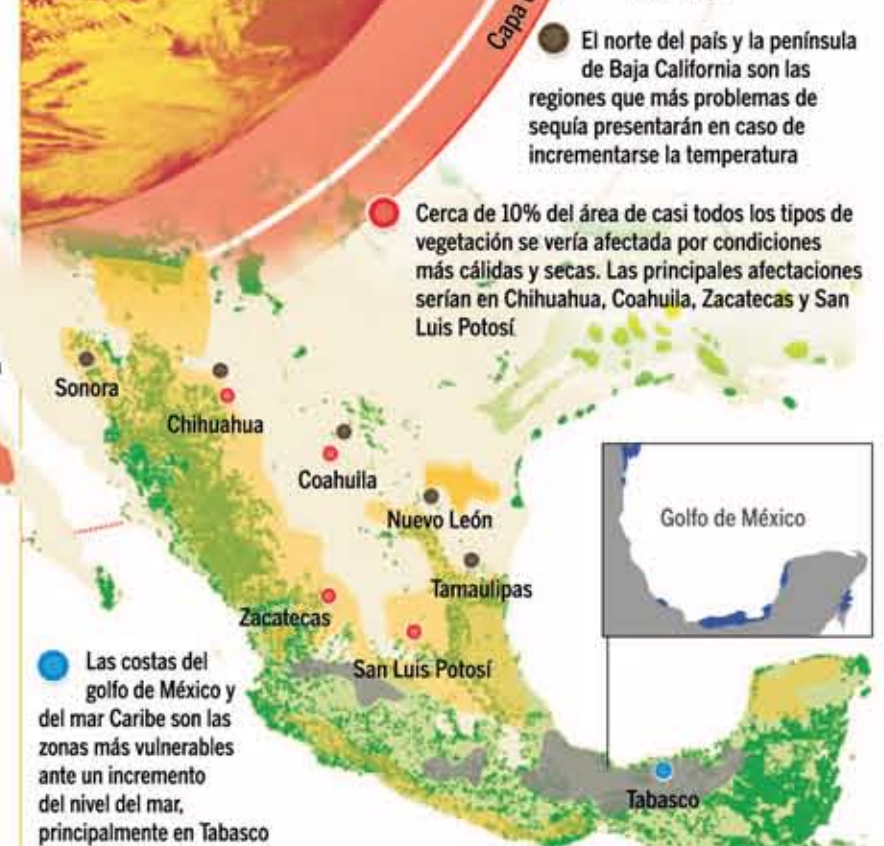 Capa
El norte del país y la península
de Baja California son las
regiones que más problemas de
sequía presentarán en caso de
incrementarse la temperatura
Cerca de 10% del área de casi todos los tipos de
vegetación se vería afectada por condiciones
más cálidas y secas. Las principales afectaciones
serían en Chihuahua, Coahuila, Zacatecas y San
Luis Potosí
Sonora
Chihuahua
Coahuila
Nuevo León
Golfo de México
Tamaulipas
Zacatecas
San Luis Potosí
Las costas del
golfo de México y
del mar Caribe son las
zonas más vulnerables
ante un incremento
del nivel del mar,
principalmente en Tabasco
Tabasco